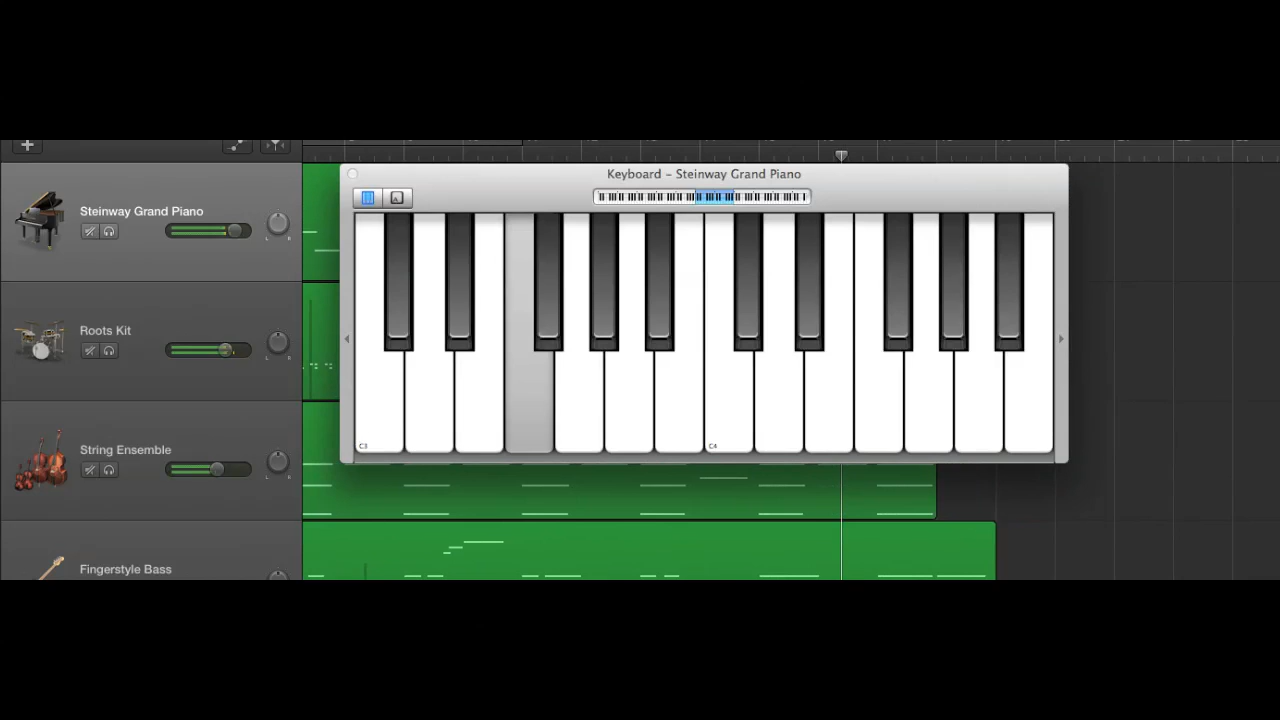 Keyboard – Steinway Grand Piano
Steinway Grand Piano
L R
Roots Kit
L R
String Ensemble
L R
Fingerstyle Bass
C3
C4